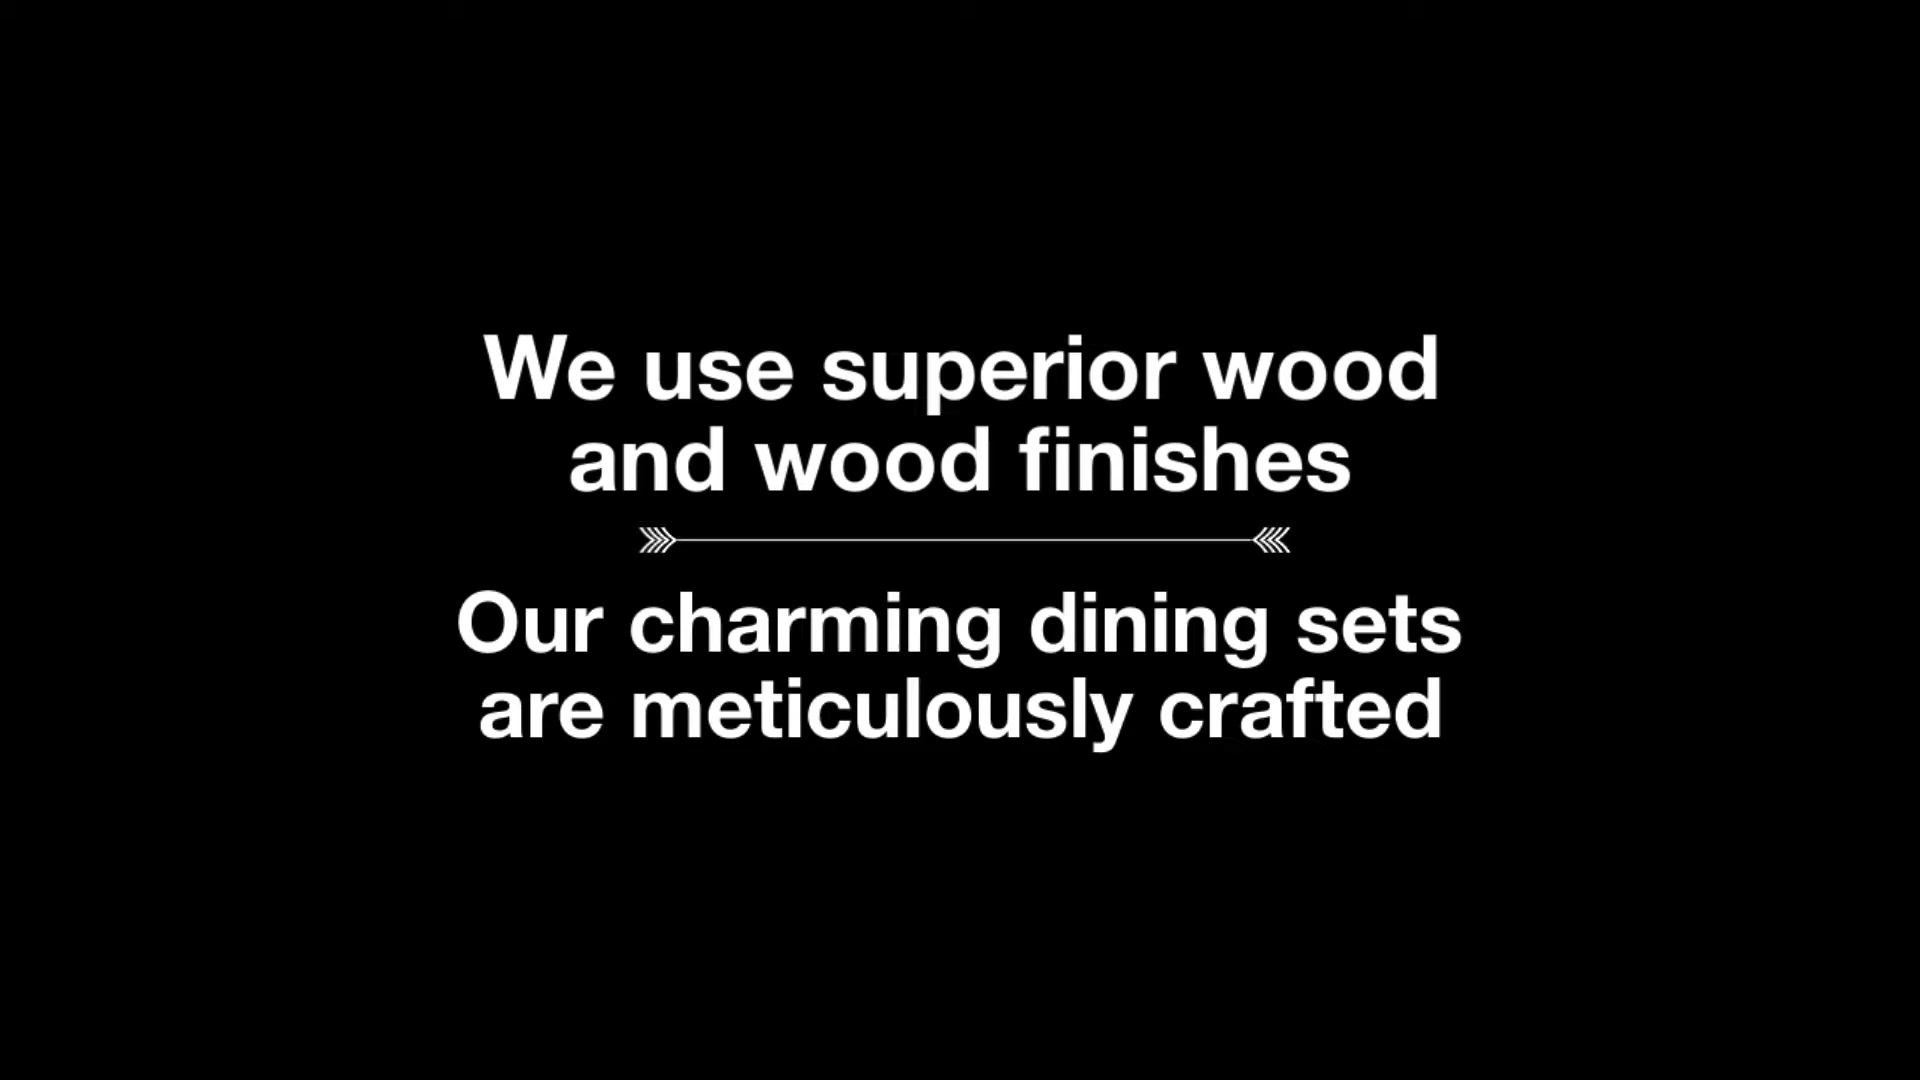 We use superior wood
and wood finishes
Our charming dining sets
are meticulously crafted